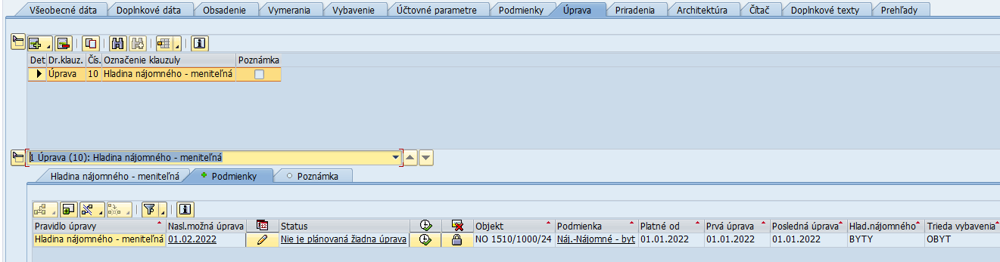 Všeobecné dáta Doplnkové dáta Obsadenie Vymerania Vybavenie Účtovné parametre Podmienky Úprava Priradenia Architektúra Čítač Doplnkové texty Prehľady
Det Dr.klauz. Čís. Označenie klauzuly Poznámka
Úprava 10 Hladina nájomného - meniteľná
1 Úprava (10): Hladina nájomného - meniteľná
Hladina nájomného - meniteľná Podmienky Poznámka
Pravidlo úpravy Nasl.možná úprava Status Objekt Podmienka Platné od Prvá úprava Posledná úprava Hlad.nájomného Trieda vybavenia
Hladina nájomného - meniteľná 01.02.2022 Nie je plánovaná žiadna úprava NO 1510/1000/24 Náj.-Nájomné - byt 01.01.2022 01.01.2022 01.01.2022 BYTY OBYT